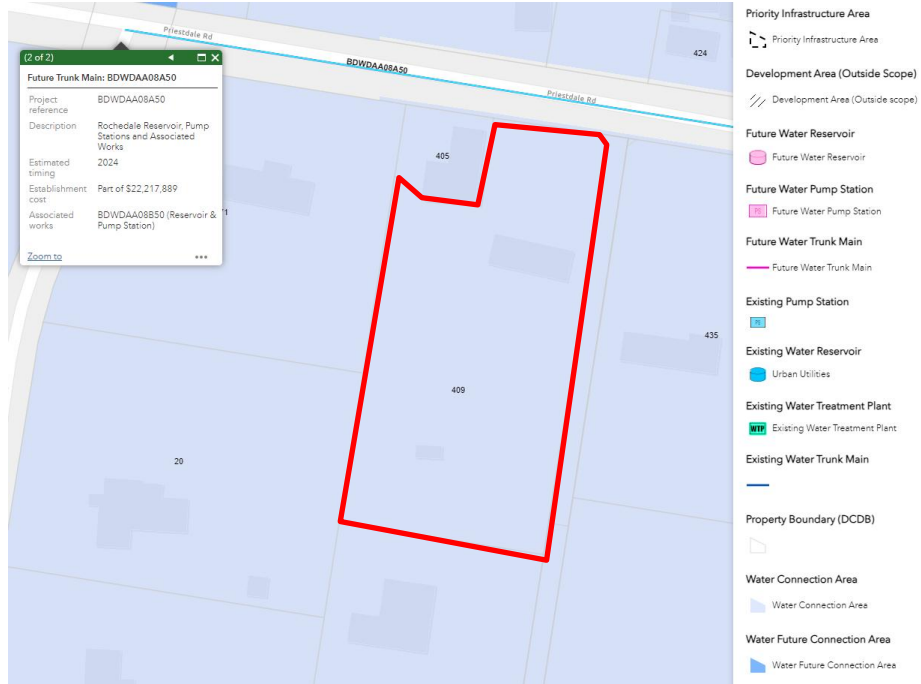 Priestdale Rd
(2 of 2)
Future Trunk Main: BDWDAA08A50
Project reference BDWDAA08A50
Description Rochedale Reservoir, Pump Stations and Associated Works
Estimated timing 2024
Establishment cost Part of $22,217,889
Associated works BDWDAA08B50 (Reservoir & Pump Station)
Zoom to
BDWDAA08A50
Priestdale Rd
424
405
1
435
409
20
Priority Infrastructure Area
Priority Infrastructure Area
Development Area (Outside Scope)
Development Area (Outside scope)
Future Water Reservoir
Future Water Reservoir
Future Water Pump Station
PS
Future Water Pump Station
Future Water Trunk Main
Future Water Trunk Main
Existing Pump Station
PS
Existing Water Reservoir
Urban Utilities
Existing Water Treatment Plant
WTP
Existing Water Treatment Plant
Existing Water Trunk Main
Property Boundary (DCDB)
Water Connection Area
Water Connection Area
Water Future Connection Area
Water Future Connection Area